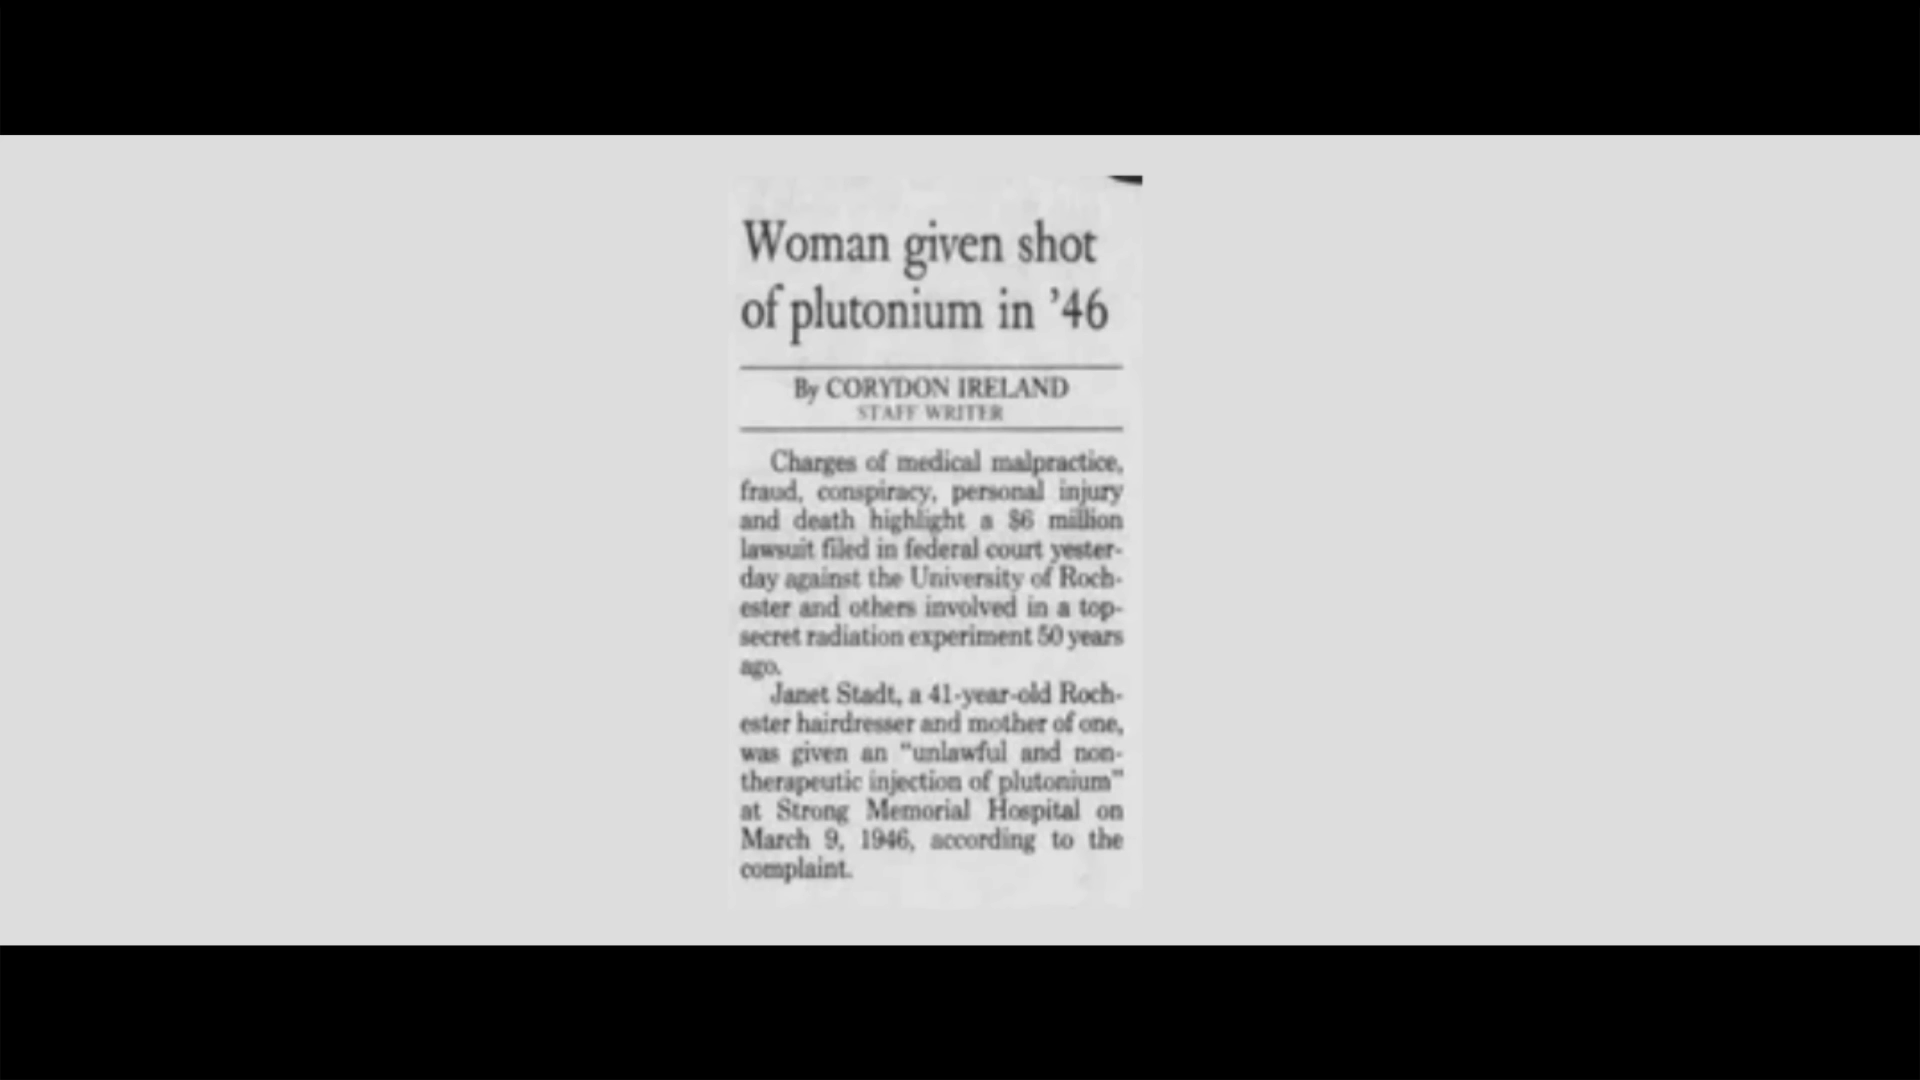 Woman given shot
of plutonium in '46
By CORYDON IRELAND
STAFF WRITER
Charges of medical malpractice,
fraud, conspiracy, personal injury
and death highlight a $6 million
lawsuit filed in federal court yester-
day against the University of Roch-
ester and others involved in a top-
secret radiation experiment 50 years
ago.
Janet Stadt, a 41-year-old Roch-
ester hairdresser and mother of one,
was given an “unlawful and non-
therapeutic injection of plutonium”
at Strong Memorial Hospital on
March 9, 1946, according to the
complaint.